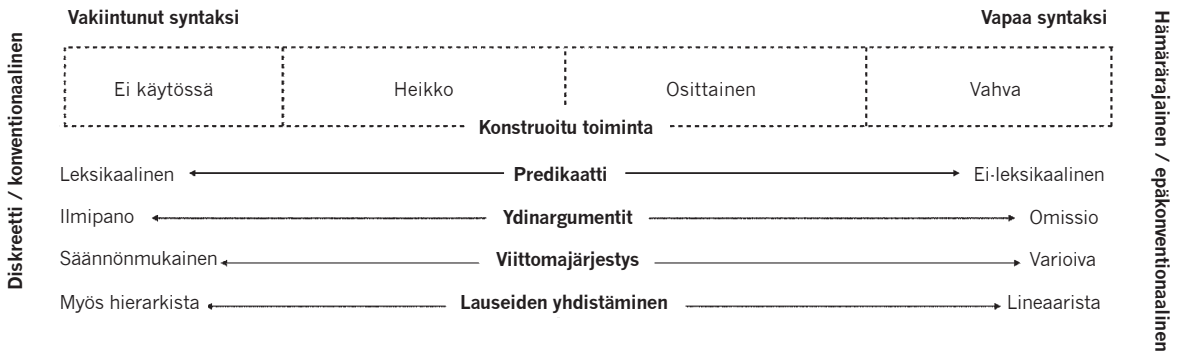 Vakiintunut syntaksi Vapaa syntaksi
Diskreetti / konventionaalinen
Hämärärajainen / epäkonventionaalinen
Ei käytössä Heikko Osittainen Vahva
Konstruoitu toiminta
Leksikaalinen Predikaatti Ei-leksikaalinen
Ilmipano Ydinargumentit Omissio
Säännönmukainen Viittomajärjestys Varioiva
Myös hierarkista Lauseiden yhdistäminen Lineaarista